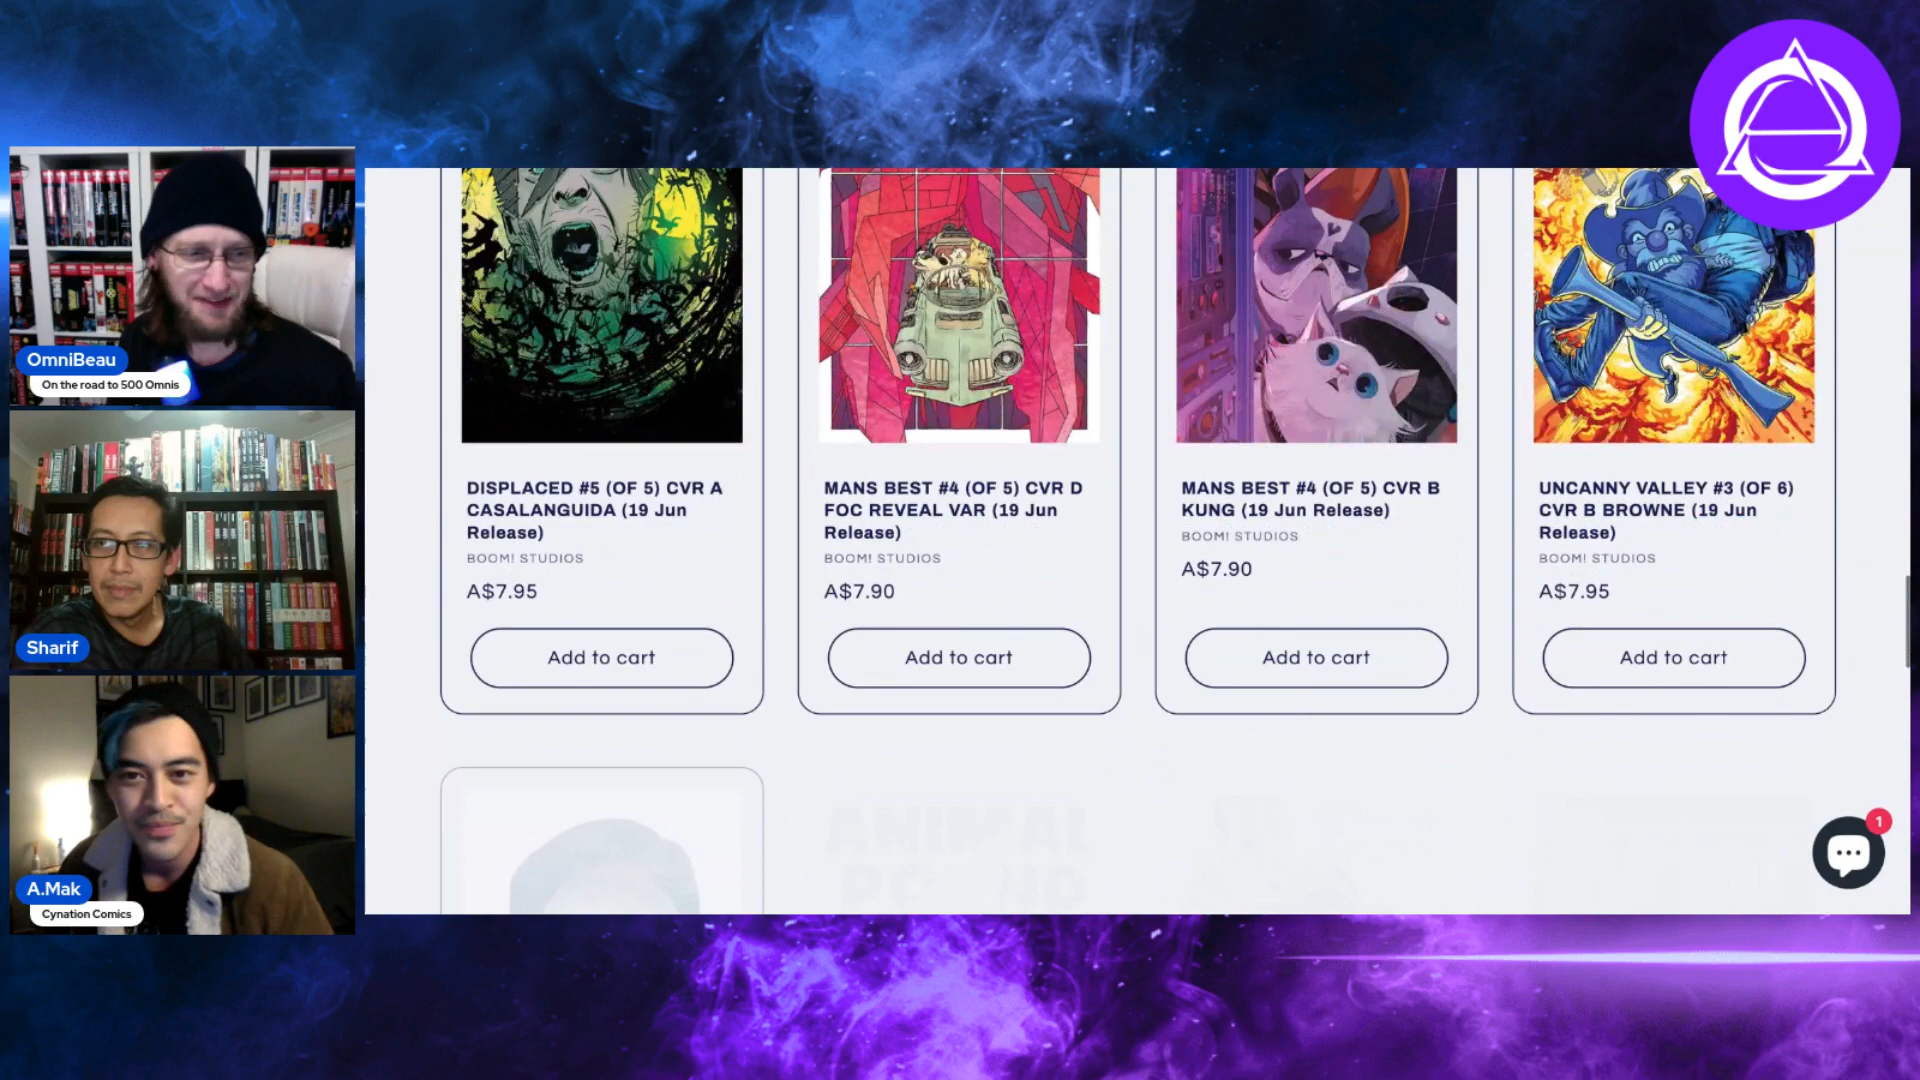 OmniBeau
On the road to 500 Omnis
Sharif
A.Mak
Cynation Comics
DISPLACED #5 (OF 5) CVR A
CASALANGUIDA (19 Jun
Release)
BOOM! STUDIOS
A$7.95
Add to cart
MANS BEST #4 (OF 5) CVR D
FOC REVEAL VAR (19 Jun
Release)
BOOM! STUDIOS
A$7.90
Add to cart
MANS BEST #4 (OF 5) CVR B
KUNG (19 Jun Release)
BOOM! STUDIOS
A$7.90
Add to cart
UNCANNY VALLEY #3 (OF 6)
CVR B BROWNE (19 Jun
Release)
BOOM! STUDIOS
A$7.95
Add to cart
ANIMAL
1